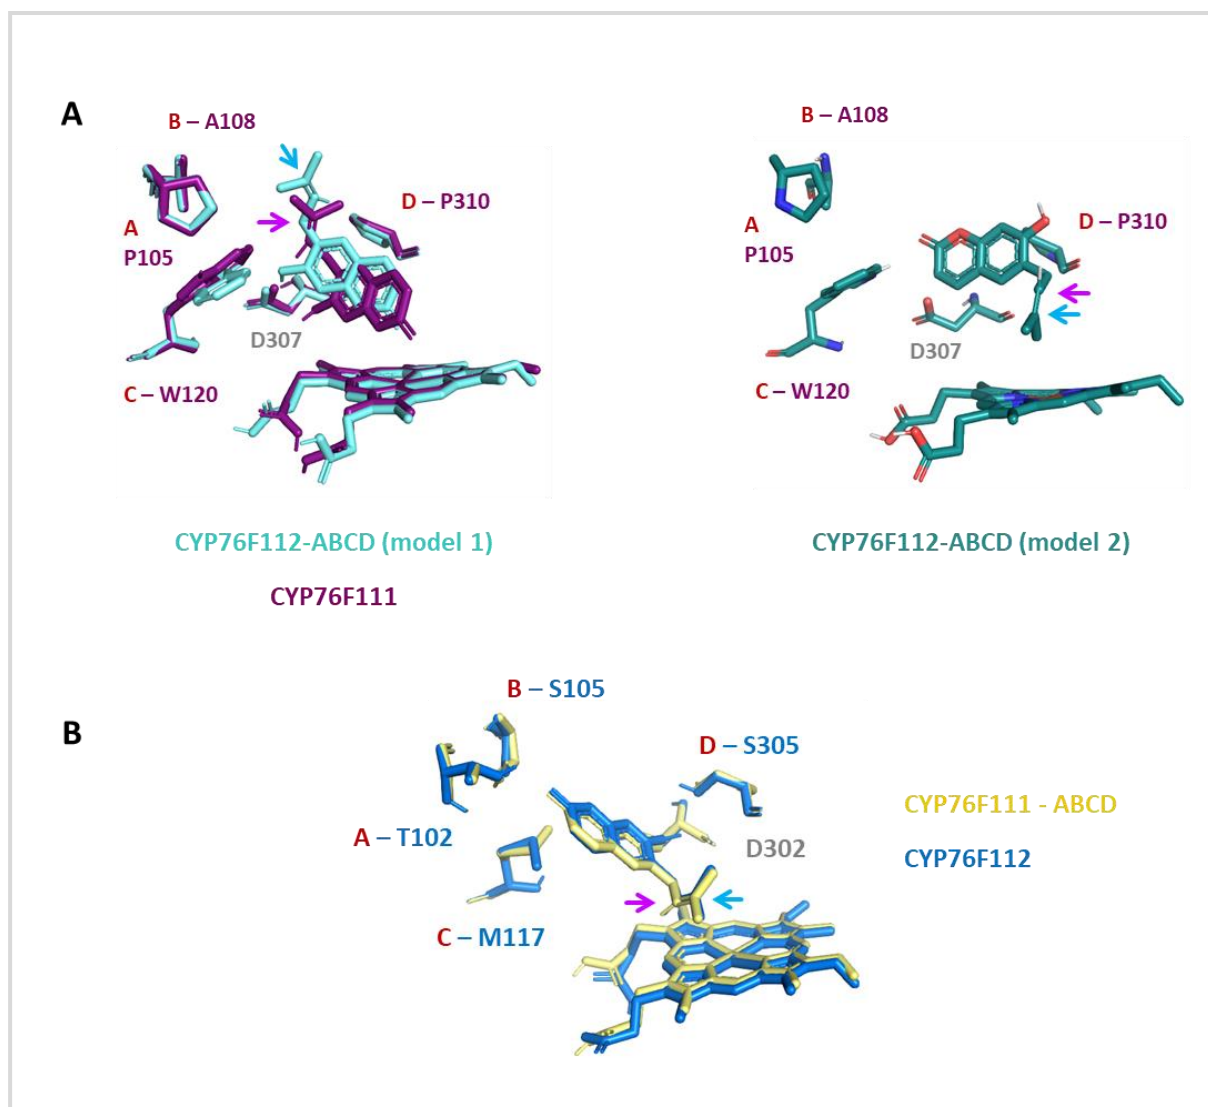 A
B – A108
D – P310
A
P105
D307
C – W120
CYP76F112-ABCD (model 1)
CYP76F111
B – A108
D – P310
A
P105
D307
C – W120
CYP76F112-ABCD (model 2)
B
B – S105
D – S305
A – T102
D302
C – M117
CYP76F111 - ABCD
CYP76F112